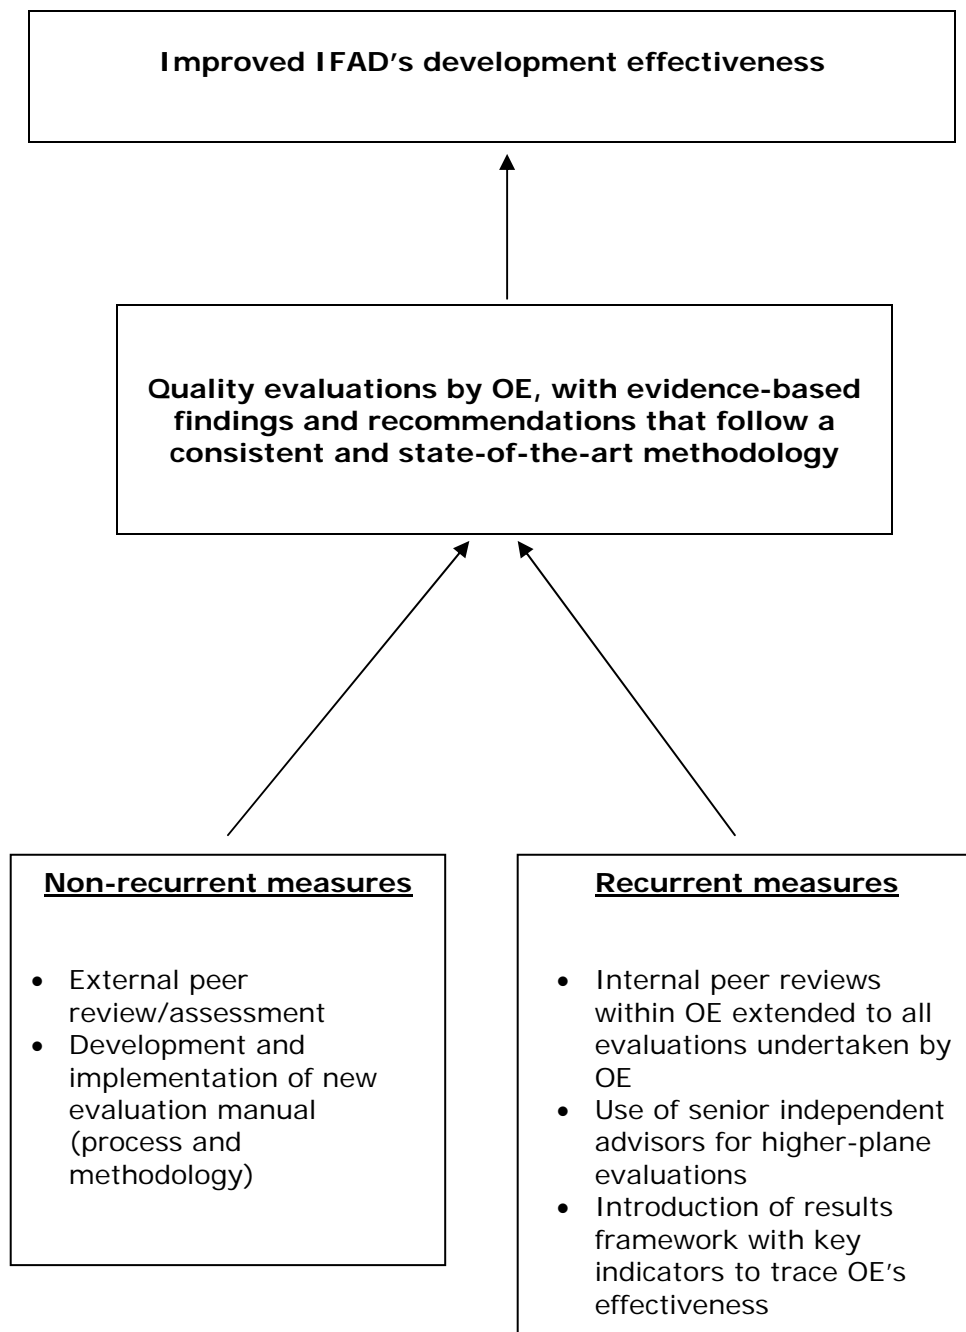 Improved IFAD's development effectiveness
Quality evaluations by OE, with evidence-based
findings and recommendations that follow a
consistent and state-of-the-art methodology
Non-recurrent measures
• External peer
review/assessment
• Development and
implementation of new
evaluation manual
(process and
methodology)
Recurrent measures
• Internal peer reviews
within OE extended to all
evaluations undertaken by
OE
• Use of senior independent
advisors for higher-plane
evaluations
• Introduction of results
framework with key
indicators to trace OE's
effectiveness